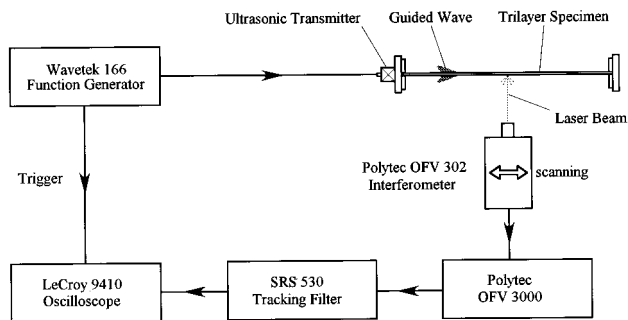 Ultrasonic Transmitter
Guided Wave
Trilayer Specimen
Wavetek 166
Function Generator
Laser Beam
Polytec OFV 302
Interferometer
scanning
Trigger
LeCroy 9410
Oscilloscope
SRS 530
Tracking Filter
Polytec
OFV 3000